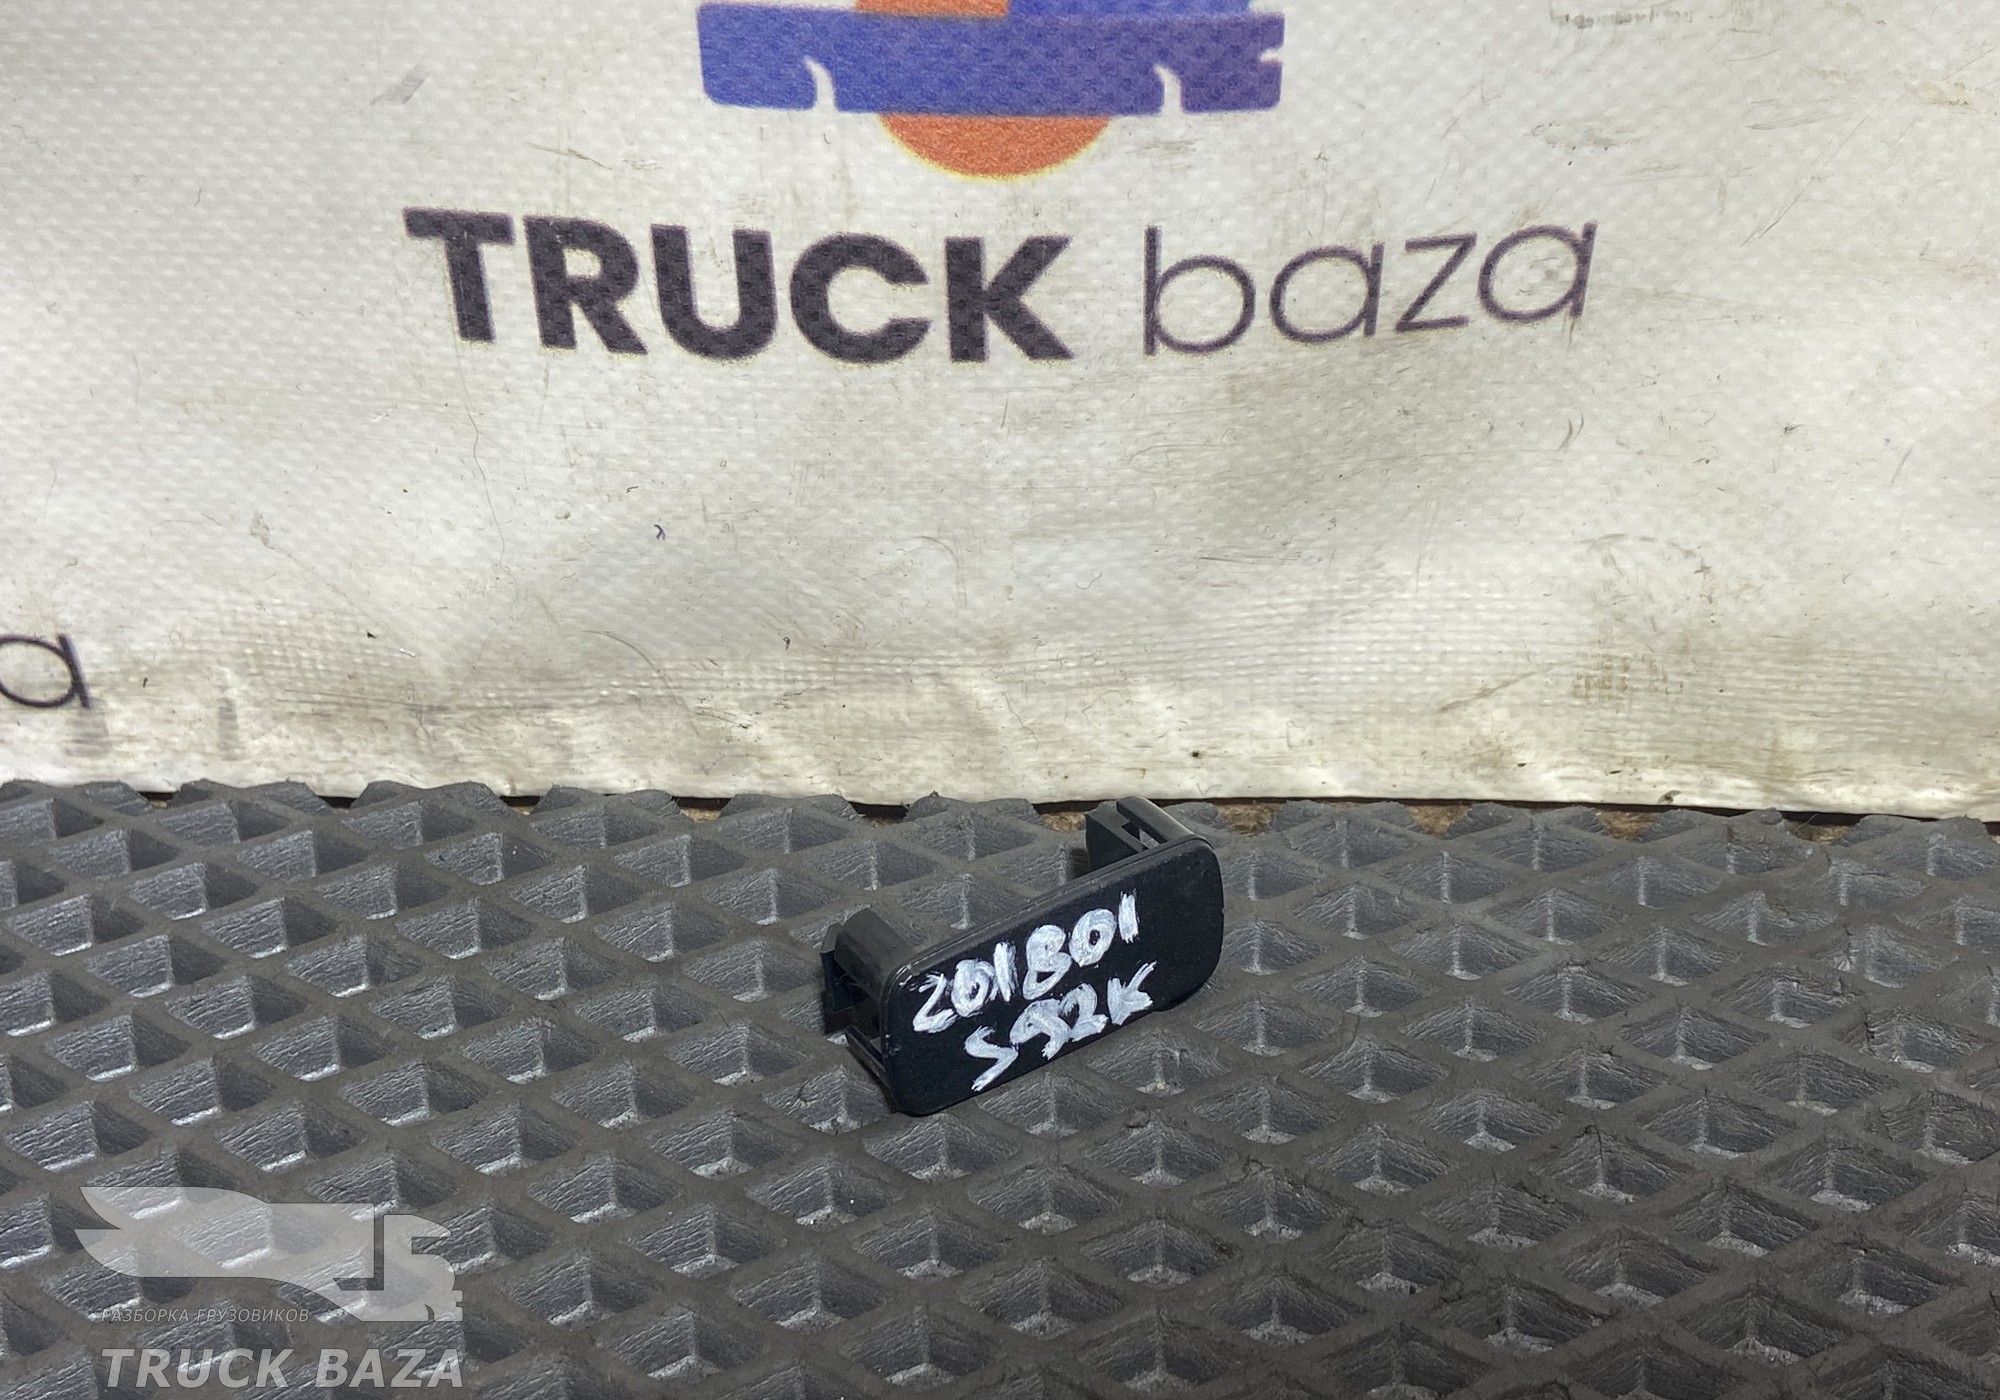 TRUCK baza
a
201801
S92K
РАЗБОРКА ГРУЗОВИКОВ
TRUCK BAZA